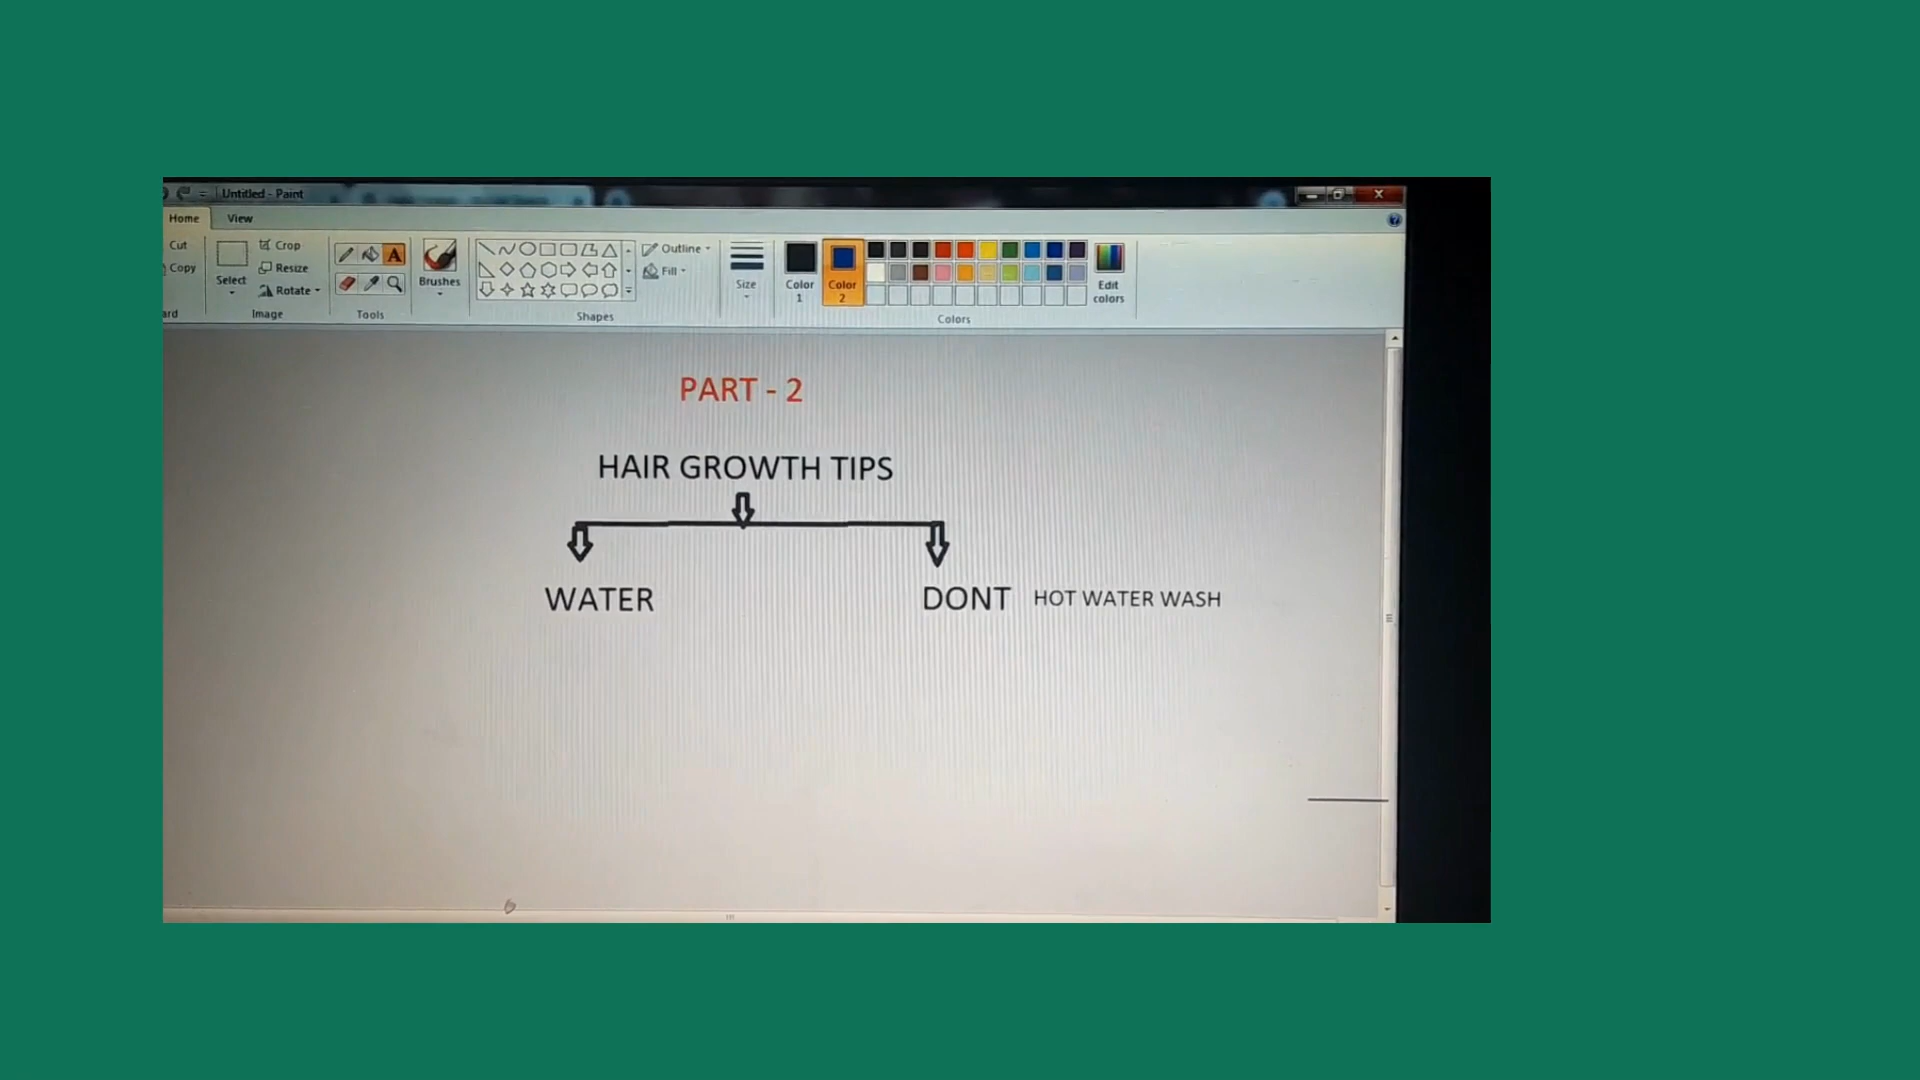 Untitled - Paint
Home View
Cut
Copy
Crop
Resize
Rotate
Select
Image
Tools
Brushes
Shapes
Outline
Fill
Size
Color 1
Color 2
Colors
Edit colors
PART - 2
HAIR GROWTH TIPS
WATER
DONT HOT WATER WASH